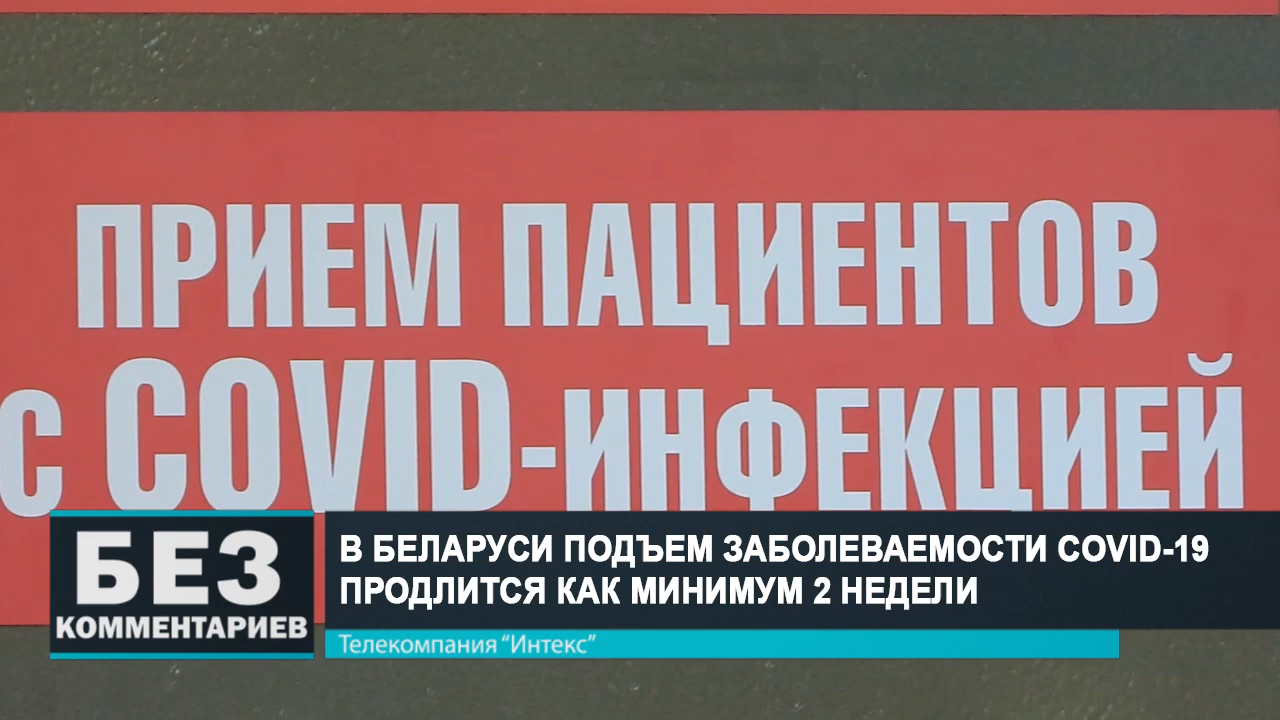 ПРИЕМ ПАЦИЕНТОВ
С COVID-ИНФЕКЦИЕЙ
БЕЗ
КОММЕНТАРИЕВ
В БЕЛАРУСИ ПОДЪЕМ ЗАБОЛЕВАЕМОСТИ COVID-19
ПРОДЛИТСЯ КАК МИНИМУМ 2 НЕДЕЛИ
Телекомпания “Интекс”